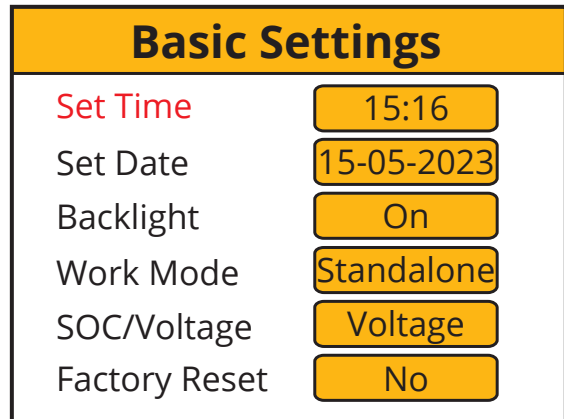 Basic Settings
Set Time 15:16
Set Date 15-05-2023
Backlight On
Work Mode Standalone
SOC/Voltage Voltage
Factory Reset No